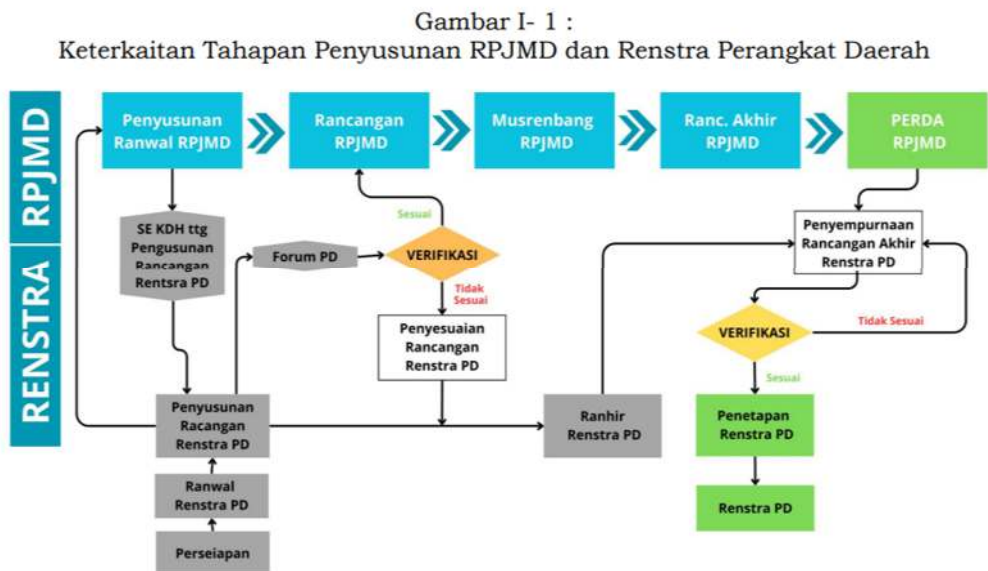 Gambar I- 1 :
Keterkaitan Tahapan Penyusunan RPJMD dan Renstra Perangkat Daerah
RPJMD
Penyusunan
Ranwal RPJMD
Rancangan
RPJMD
Musrenbang
RPJMD
Ranc. Akhir
RPJMD
PERDA
RPJMD
RENSTRA
SE KDH ttg
Pengusunan
Rancangan
Rentsra PD
Forum PD
Sesuai
VERIFIKASI
Tidak
Sesuai
Penyesuaian
Rancangan
Renstra PD
Penyempurnaan
Rancangan Akhir
Renstra PD
VERIFIKASI
Tidak Sesuai
Sesuai
Penyusunan
Racangan
Renstra PD
Ranhir
Renstra PD
Penetapan
Renstra PD
Ranwal
Renstra PD
Renstra PD
Perseiapan